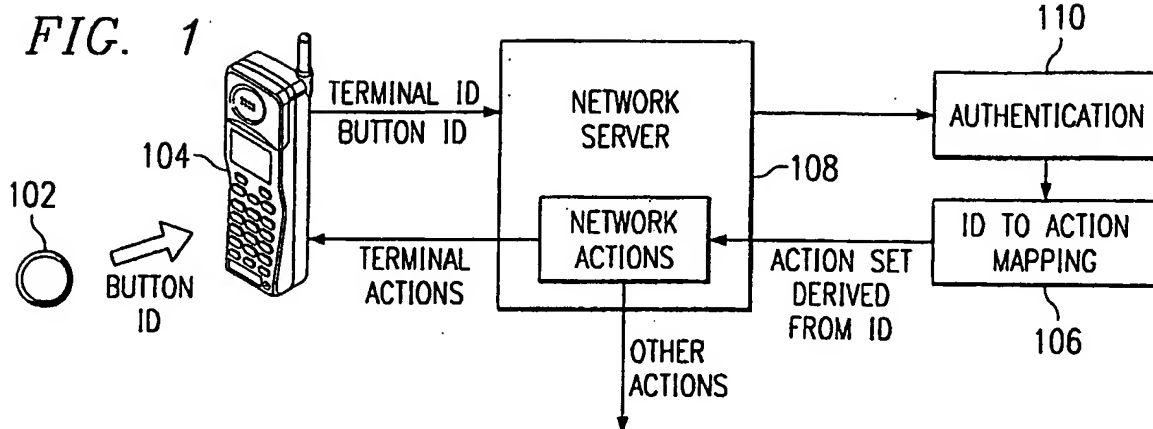 FIG. 1
110
TERMINAL ID
BUTTON ID
NETWORK
SERVER
AUTHENTICATION
104
108
102
NETWORK
ACTIONS
ID TO ACTION
MAPPING
BUTTON
ID
TERMINAL
ACTIONS
ACTION SET
DERIVED
FROM ID
106
OTHER
ACTIONS